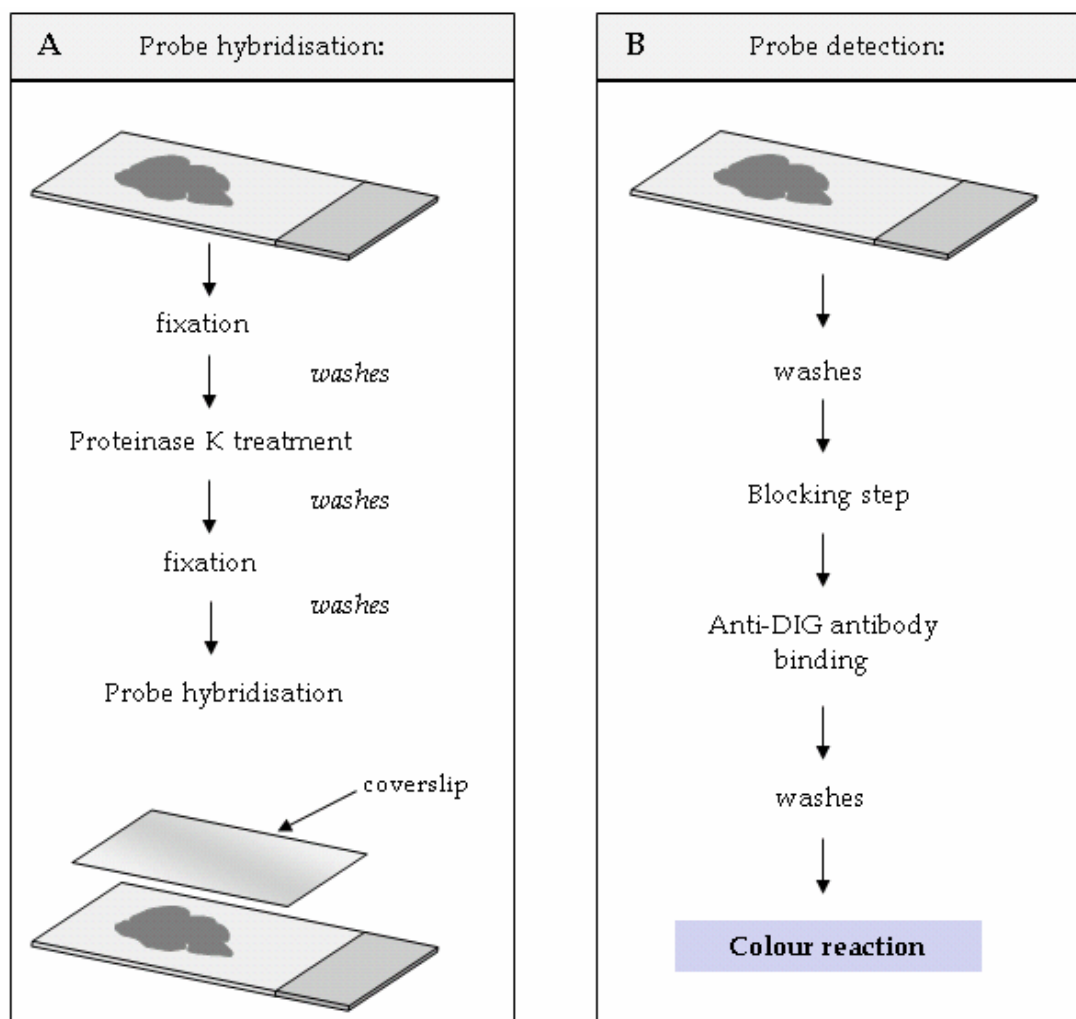 A Probe hybridisation:
fixation
washes
Proteinase K treatment
washes
fixation
washes
Probe hybridisation
coverslip
B Probe detection:
washes
Blocking step
Anti-DIG antibody
binding
washes
Colour reaction